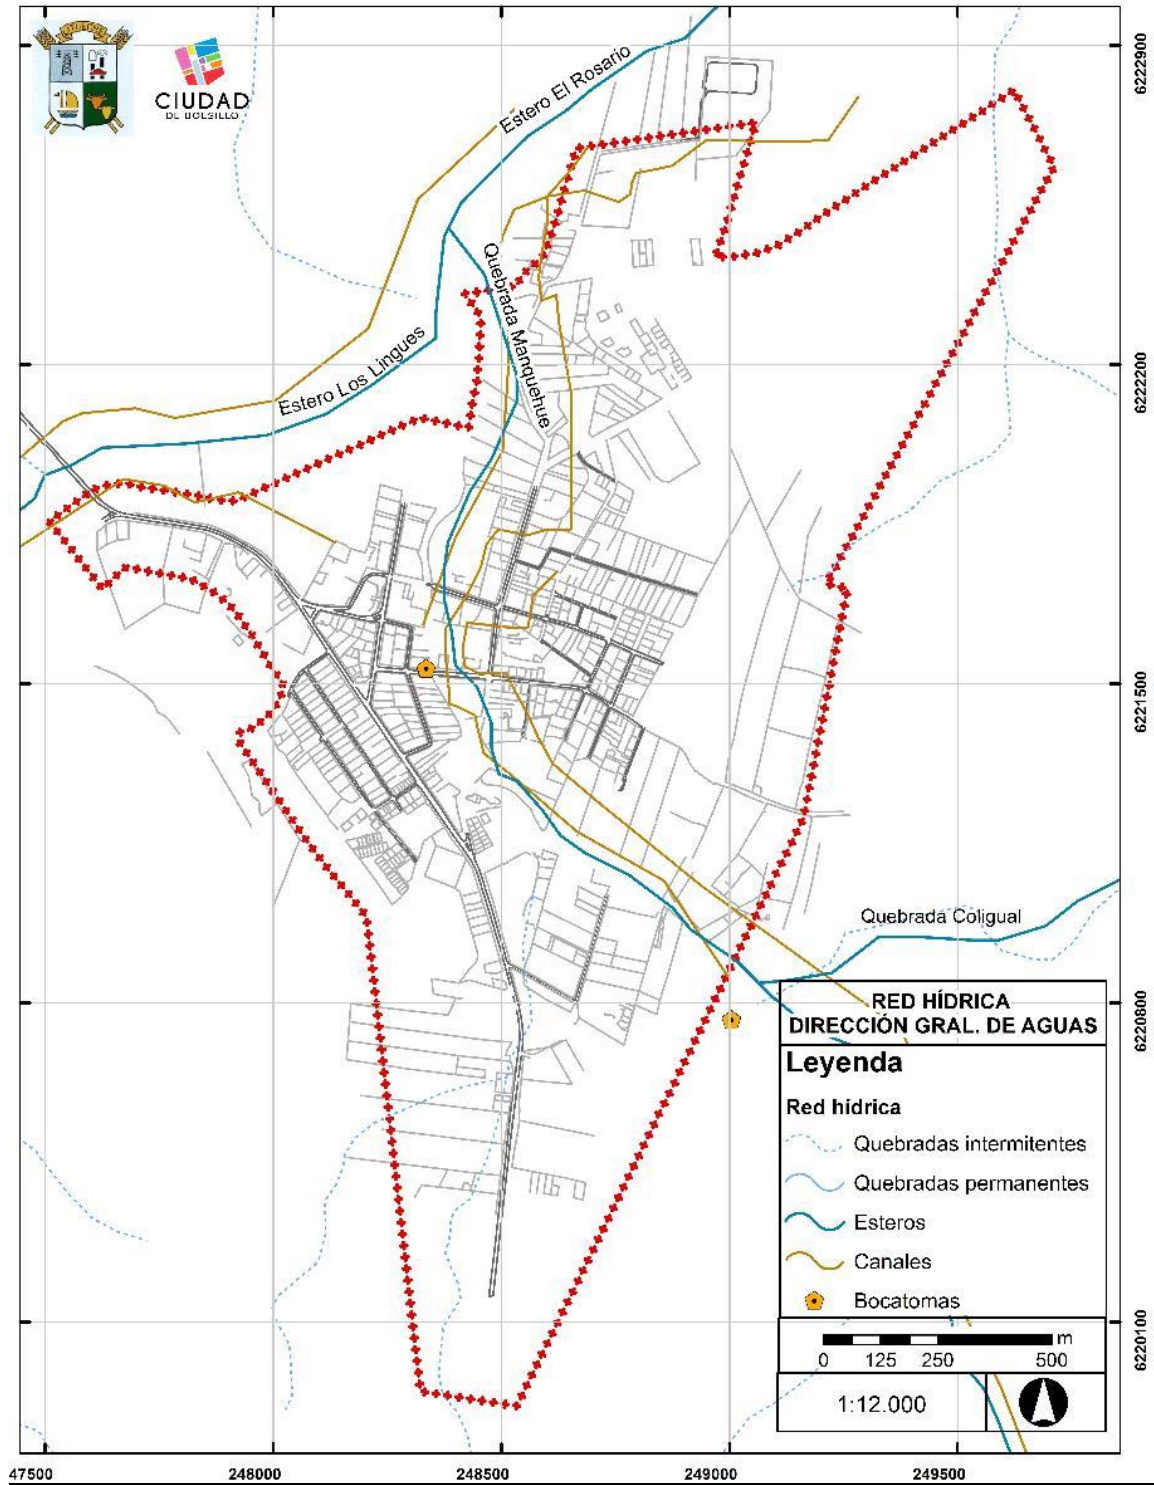 CIUDAD
DE BOLSILLO
Estero El Rosario
Quebrada Manquehue
Estero Los Lingues
Quebrada Coligual
6222900
6222200
6221500
6220800
6220100
RED HÍDRICA
DIRECCIÓN GRAL. DE AGUAS
Leyenda
Red hídrica
Quebradas intermitentes
Quebradas permanentes
Esteros
Canales
Bocatomas
m
0 125 250 500
1:12.000
47500 248000 248500 249000 249500